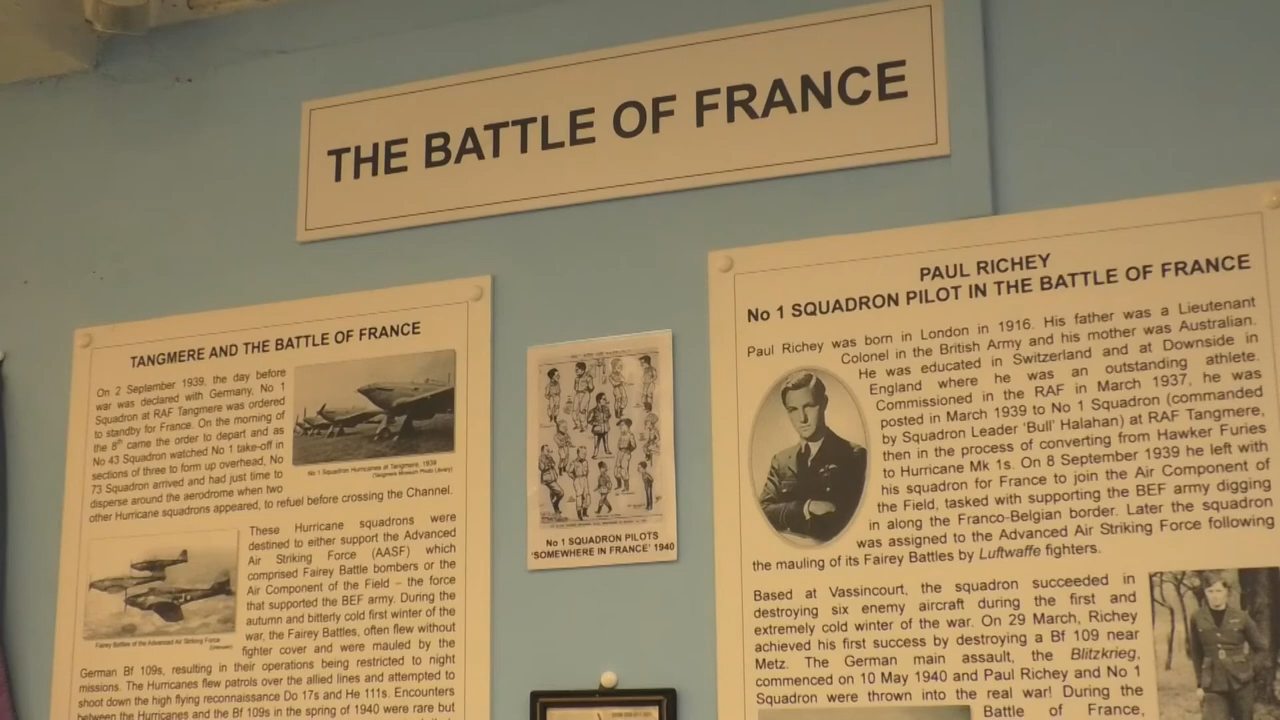 THE BATTLE OF FRANCE
TANGMERE AND THE BATTLE OF FRANCE
On 2 September 1939, the day before
war was declared with Germany, No 1
Squadron at RAF Tangmere was ordered
to standby for France. On the morning of
the 8th came the order to depart and as
No 43 Squadron watched No 1 take-off in
sections of three to form up overhead, No
73 Squadron arrived and had just time to
disperse around the aerodrome when two
other Hurricane squadrons appeared, to refuel before crossing the Channel.
No 1 Squadron Hurricanes at Tangmere, 1939
(Tangmere Museum Photo Library)
These Hurricane squadrons were
destined to either support the Advanced
Air Striking Force (AASF) which
comprised Fairey Battle bombers or the
Air Component of the Field – the force
that supported the BEF army. During the
autumn and bitterly cold first winter of the
war, the Fairey Battles, often flew without
fighter cover and were mauled by the
Fairey Battles of the Advanced Air Striking Force
German Bf 109s, resulting in their operations being restricted to night
missions. The Hurricanes flew patrols over the allied lines and attempted to
shoot down the high flying reconnaissance Do 17s and He 111s. Encounters
between the Hurricanes and the Bf 109s in the spring of 1940 were rare but
No 1 SQUADRON PILOTS
'SOMEWHERE IN FRANCE' 1940
PAUL RICHEY
No 1 SQUADRON PILOT IN THE BATTLE OF FRANCE
Paul Richey was born in London in 1916. His father was a Lieutenant
Colonel in the British Army and his mother was Australian.
He was educated in Switzerland and at Downside in
England where he was an outstanding athlete.
Commissioned in the RAF in March 1937, he was
posted in March 1939 to No 1 Squadron (commanded
by Squadron Leader 'Bull' Halahan) at RAF Tangmere,
then in the process of converting from Hawker Furies
to Hurricane Mk 1s. On 8 September 1939 he left with
his squadron for France to join the Air Component of
the Field, tasked with supporting the BEF army digging
in along the Franco-Belgian border. Later the squadron
was assigned to the Advanced Air Striking Force following
the mauling of its Fairey Battles by Luftwaffe fighters.
Based at Vassincourt, the squadron succeeded in
destroying six enemy aircraft during the first and
extremely cold winter of the war. On 29 March, Richey
achieved his first success by destroying a Bf 109 near
Metz. The German main assault, the Blitzkrieg,
commenced on 10 May 1940 and Paul Richey and No 1
Squadron were thrown into the real war! During the
Battle of France,